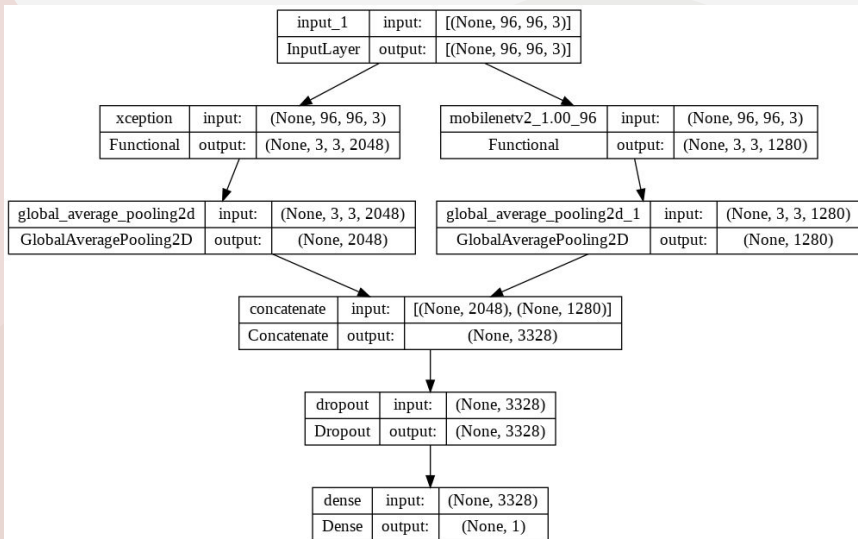 input_1 input: [(None, 96, 96, 3)]
InputLayer output: [(None, 96, 96, 3)]
xception input: (None, 96, 96, 3)
Functional output: (None, 3, 3, 2048)
mobilenetv2_1.00_96 input: (None, 96, 96, 3)
Functional output: (None, 3, 3, 1280)
global_average_pooling2d input: (None, 3, 3, 2048)
GlobalAveragePooling2D output: (None, 2048)
global_average_pooling2d_1 input: (None, 3, 3, 1280)
GlobalAveragePooling2D output: (None, 1280)
concatenate input: [(None, 2048), (None, 1280)]
Concatenate output: (None, 3328)
dropout input: (None, 3328)
Dropout output: (None, 3328)
dense input: (None, 3328)
Dense output: (None, 1)